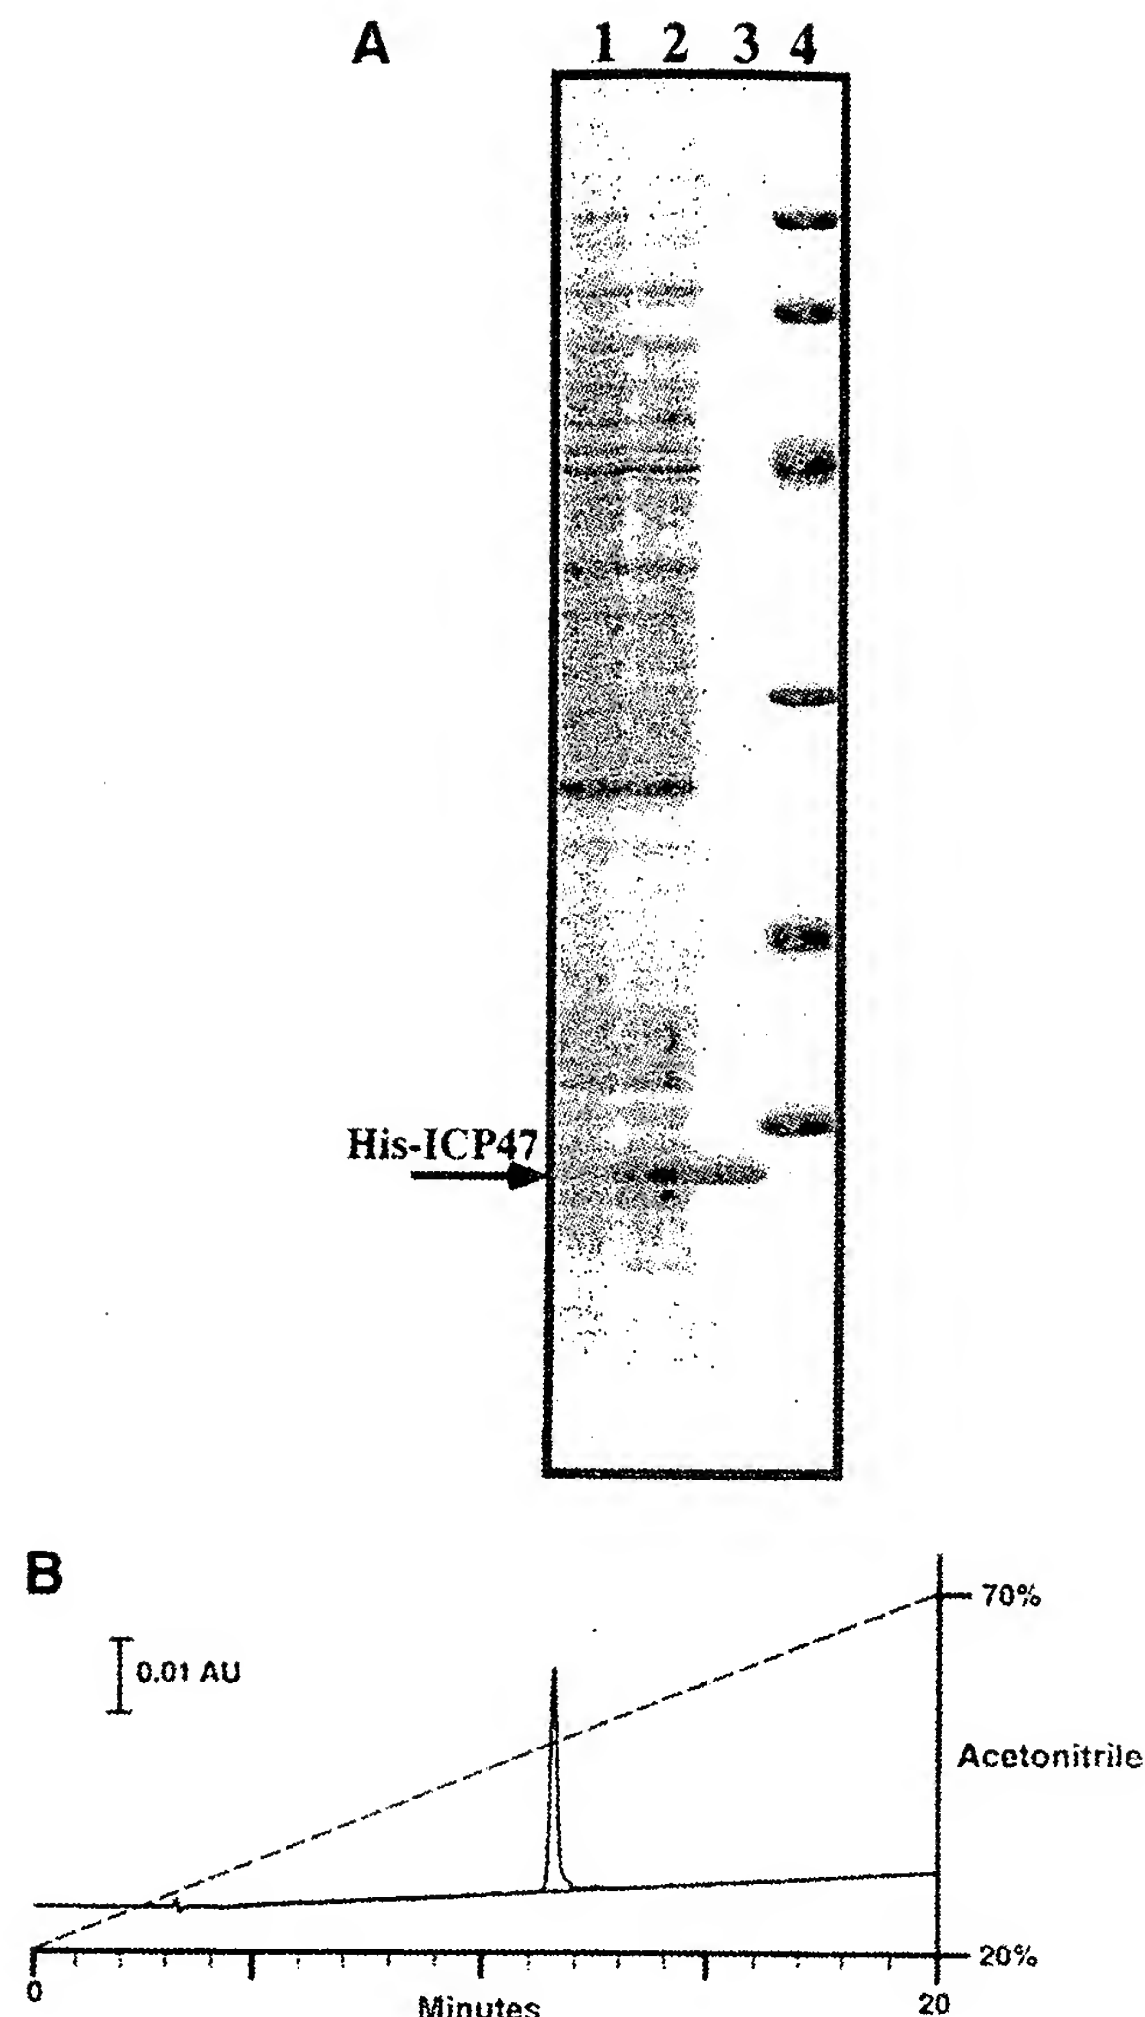 A 1 2 3 4
His-ICP47
B
70%
0.01 AU
Acetonitrile
20%
0 20
Minutes